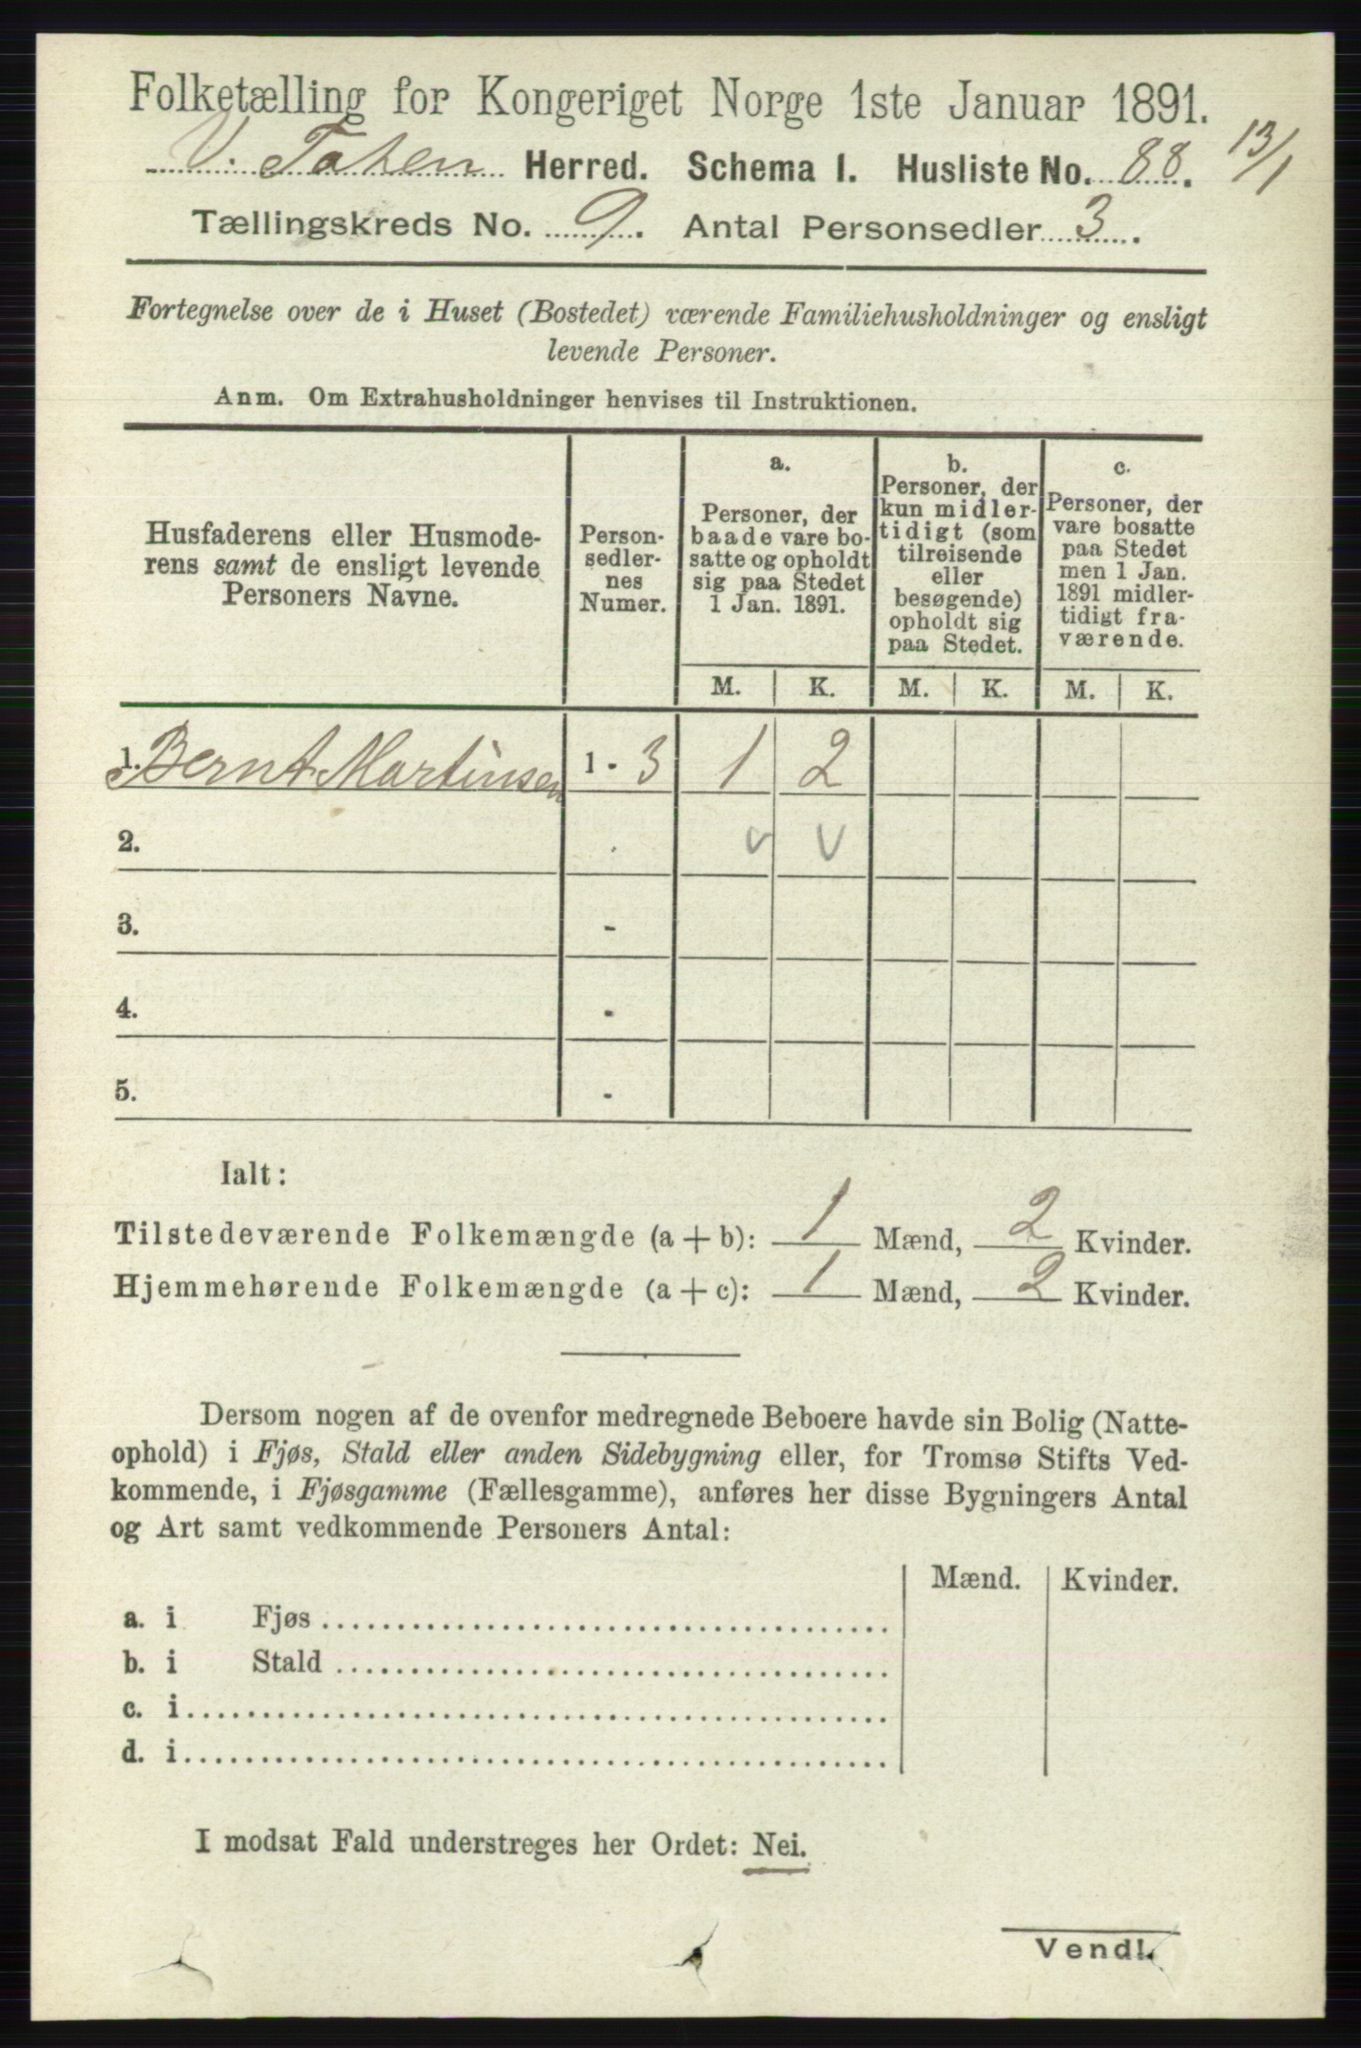 Folketælling for Kongeriget Norge 1ste Januar 1891.
V. Toten Herred. Schema I. Husliste No. 88. 13/1
Tællingskreds No. 9. Antal Personsedler 3.
Fortegnelse over de i Huset (Bostedet) værende Familiehusholdninger og ensligt
levende Personer.
Anm. Om Extrahusholdninger henvises til Instruktionen.
Husfaderens eller Husmode-
rens samt de ensligt levende
Personers Navne.
Person-
sedler-
nes
Numer.
a.
Personer, der
baade vare bo-
satte og opholdt
sig paa Stedet
1 Jan. 1891.
b.
Personer, der
kun midler-
tidigt (som
tilreisende
eller
besøgende)
opholdt sig
paa Stedet.
c.
Personer, der
vare bosatte
paa Stedet
men 1 Jan.
1891 midler-
tidigt fra-
værende.
M. K. M. K. M. K.
1. Bernt Martinsen 1 - 3 1 2
2. v v
3. -
4. -
5. -
Ialt:
Tilstedeværende Folkemængde (a + b): 1 Mænd, 2 Kvinder.
Hjemmehørende Folkemængde (a + c): 1 Mænd, 2 Kvinder.
Dersom nogen af de ovenfor medregnede Beboere havde sin Bolig (Natte-
ophold) i Fjøs, Stald eller anden Sidebygning eller, for Tromsø Stifts Ved-
kommende, i Fjøsgamme (Fællesgamme), anføres her disse Bygningers Antal
og Art samt vedkommende Personers Antal:
Mænd. Kvinder.
a. i Fjøs
b. i Stald
c. i
d. i
I modsat Fald understreges her Ordet: Nei.
Vendl.